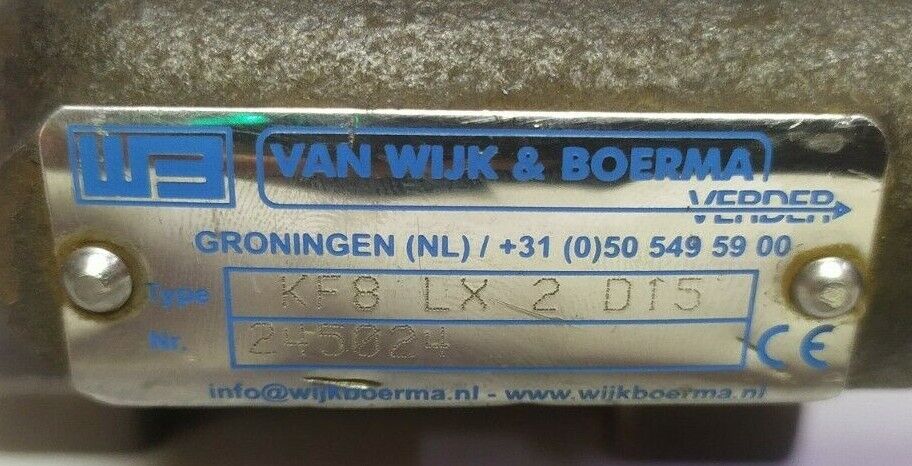 WB VAN WIJK & BOERMA
VERDER
GRONINGEN (NL) / +31 (0)50 549 59 00
Type KF8 LX 2 D15
Nr. 245024 CE
info@wijkboerma.nl - www.wijkboerma.nl